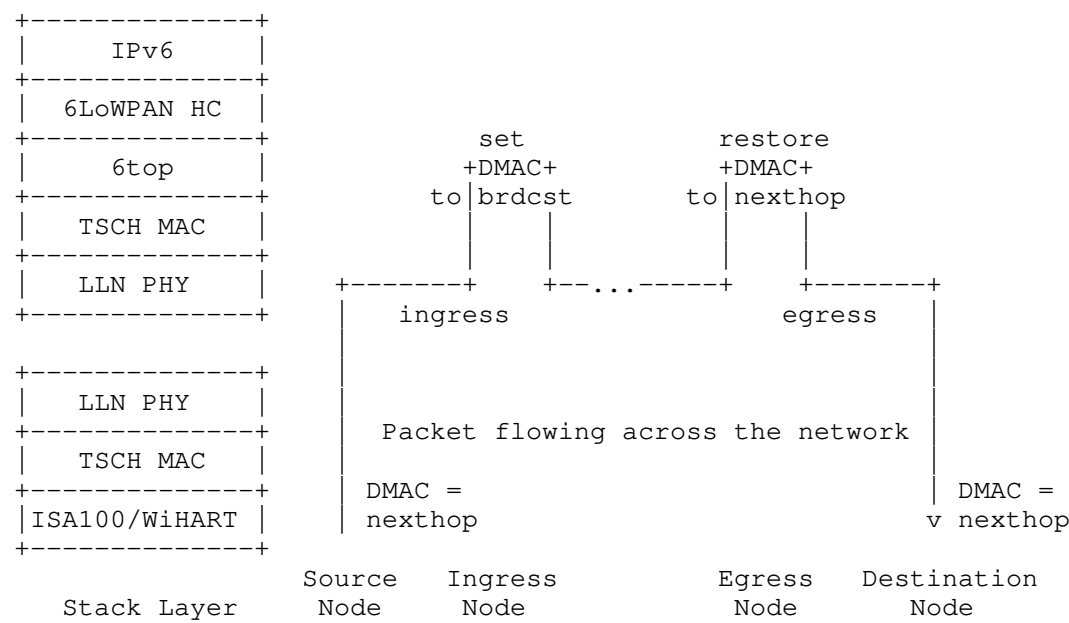 +--------------+
|     IPv6     |
+--------------+
|  6LoWPAN HC  |
+--------------+             set            restore
|     6top     |            +DMAC+          +DMAC+
+--------------+          to|brdcst       to|nexthop
|   TSCH MAC   |            |    |          |    |
+--------------+            |    |          |    |
|   LLN PHY    |    +-------+    +--...-----+    +-------+
+--------------+    |   ingress                 egress   |
                    |                                    |
+--------------+    |                                    |
|   LLN PHY    |    |                                    |
+--------------+    |  Packet flowing across the network |
|   TSCH MAC   |    |                                    |
+--------------+    | DMAC =                             | DMAC =
|ISA100/WiHART |    | nexthop                            v nexthop
+--------------+
                  Source   Ingress          Egress   Destination
   Stack Layer     Node     Node             Node       Node